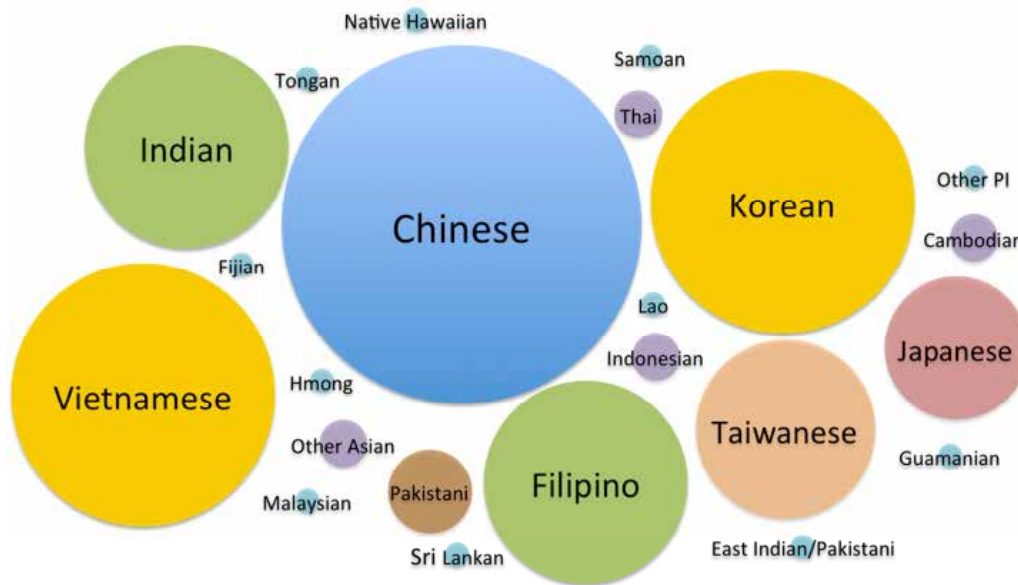 Native Hawaiian
Tongan
Samoan
Thai
Indian
Korean
Other PI
Chinese
Cambodian
Fijian
Lao
Japanese
Indonesian
Hmong
Vietnamese
Taiwanese
Other Asian
Guamanian
Filipino
Pakistani
Malaysian
Sri Lankan
East Indian/Pakistani